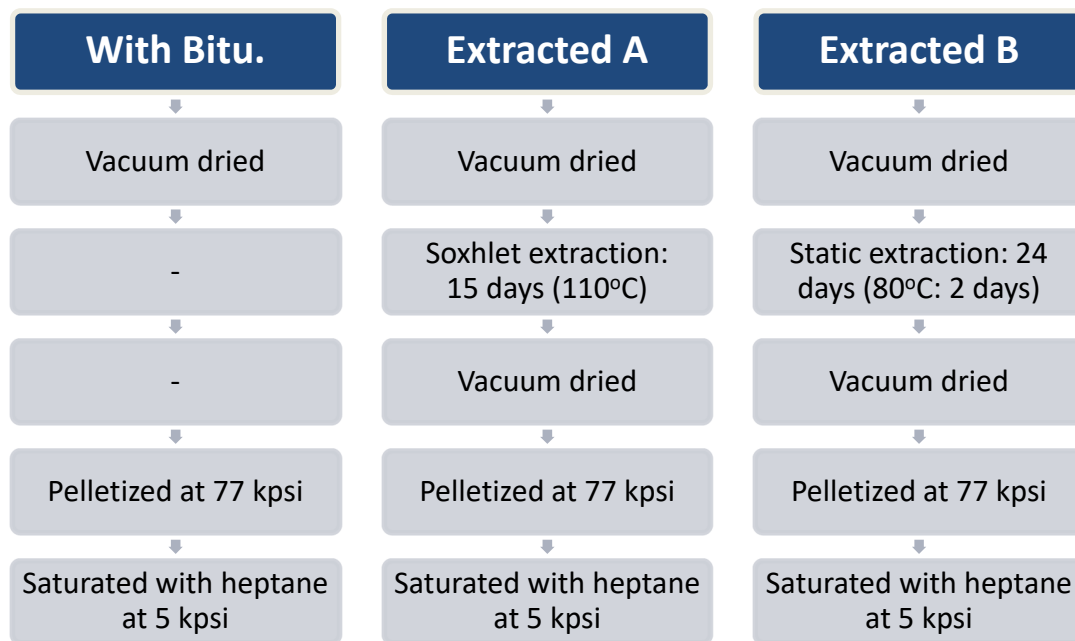 With Bitu.
Extracted A
Extracted B
Vacuum dried
Vacuum dried
Vacuum dried
-
Soxhlet extraction:
15 days (110oC)
Static extraction: 24
days (80oC: 2 days)
-
Vacuum dried
Vacuum dried
Pelletized at 77 kpsi
Pelletized at 77 kpsi
Pelletized at 77 kpsi
Saturated with heptane
at 5 kpsi
Saturated with heptane
at 5 kpsi
Saturated with heptane
at 5 kpsi